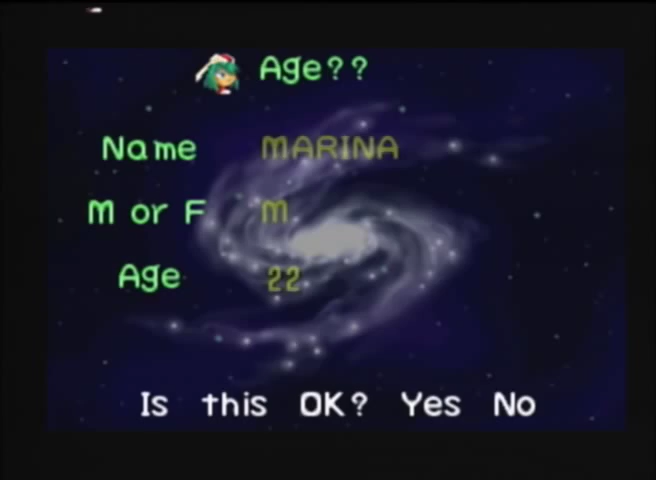 Age??
Name MARINA
M or F M
Age 22
Is this OK? Yes No